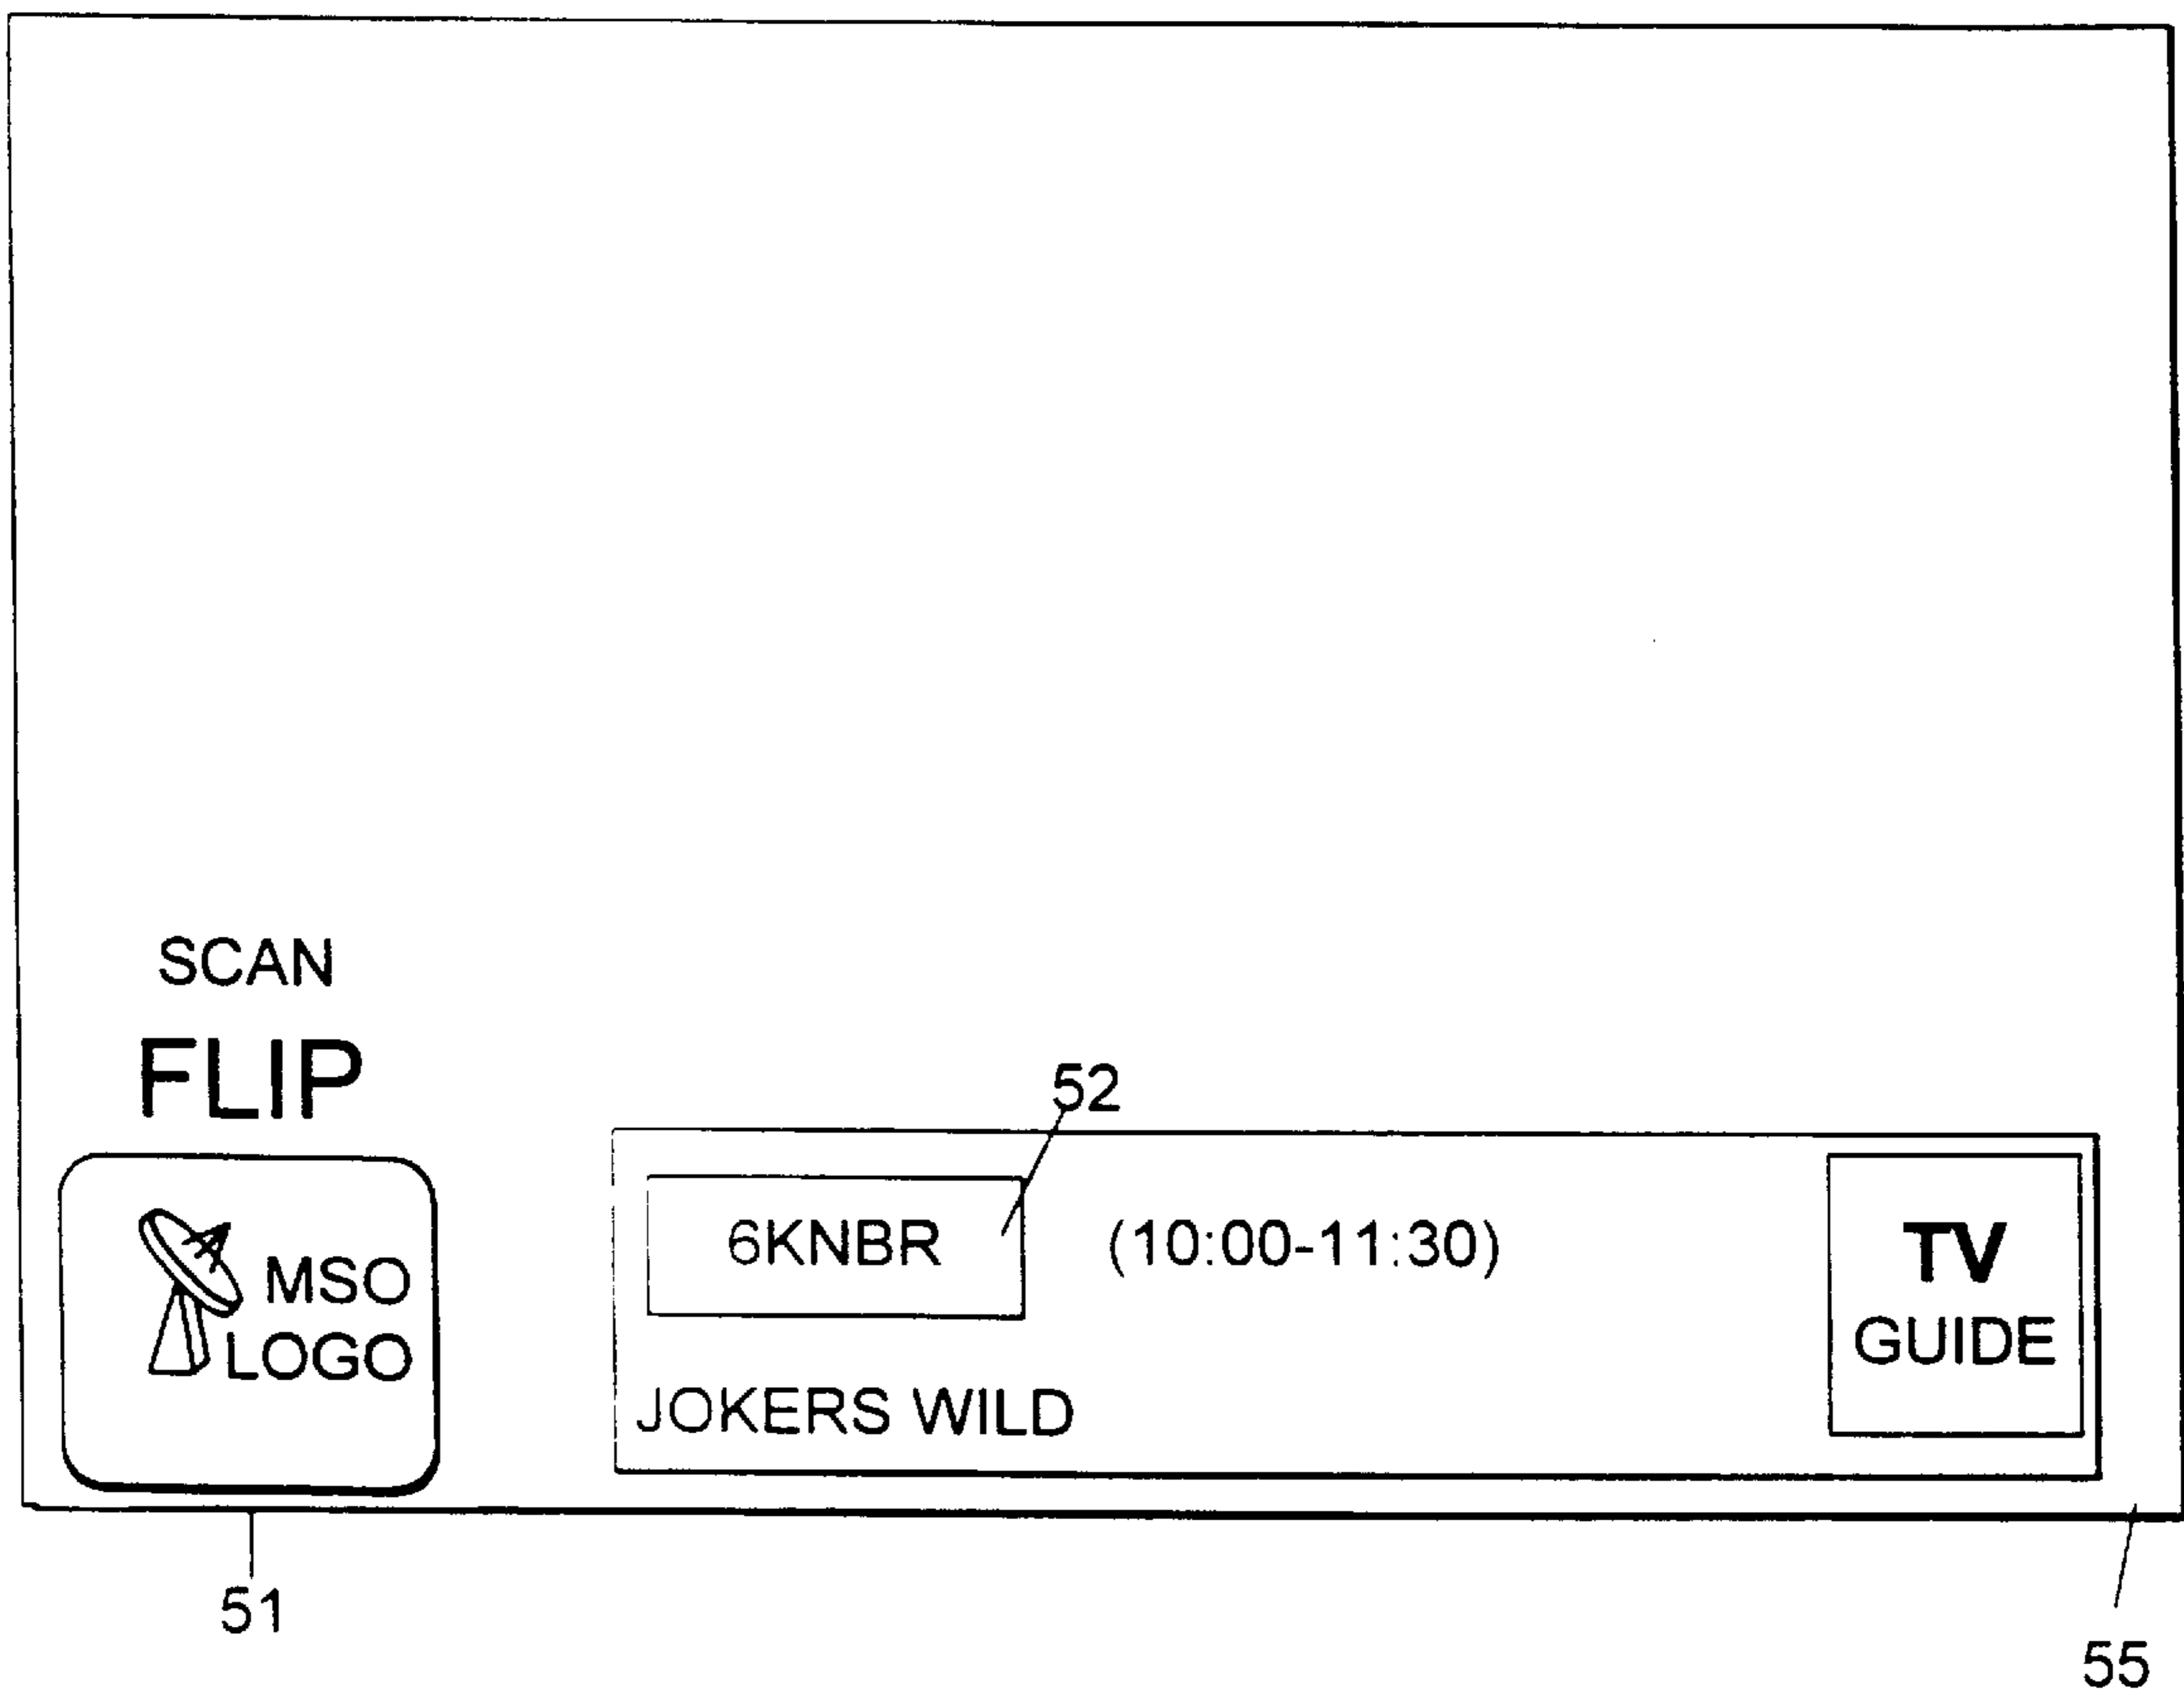 SCAN
FLIP
52
6KNBR (10:00-11:30)
TV
GUIDE
MSO
LOGO
JOKERS WILD
51
55